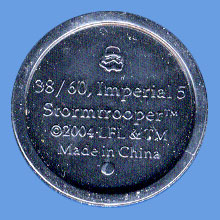 38/60, Imperial 5
Stormtrooper™
©2004 LFL & TM
Made in China